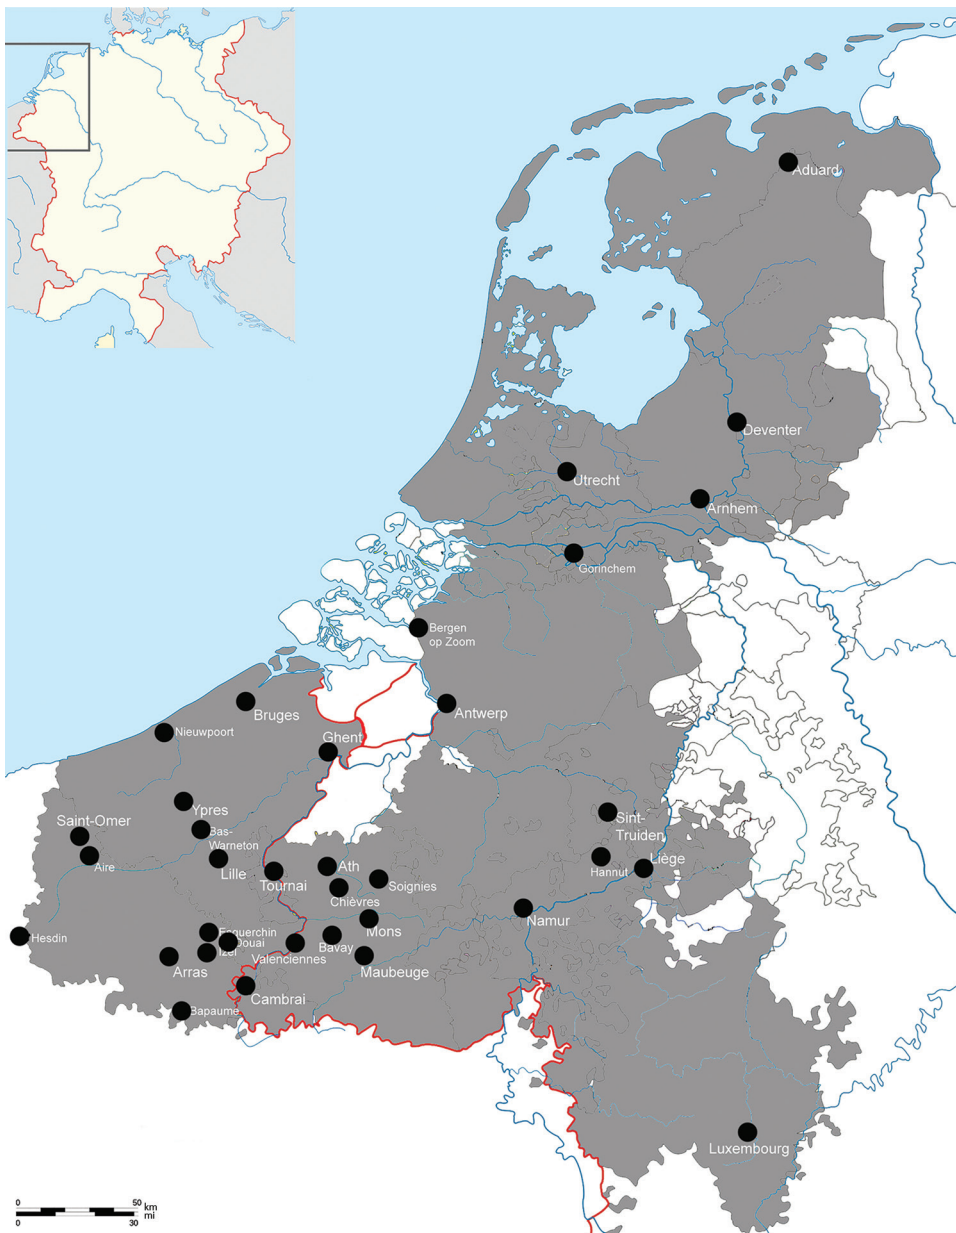 Aduard
Deventer
Utrecht
Arnhem
Gorinchem
Bergen
op Zoom
Bruges
Antwerp
Nieuwpoort
Ghent
Ypres
Saint-Omer
Bas-
Warneton
Sint-
Truiden
Aire
Lille
Tournai
Ath
Soignies
Chièvres
Hannut
Liège
Namur
Mons
Hesdin
Esquerchin
Douai
Izel
Bavay
Valenciennes
Arras
Maubeuge
Cambrai
Bapaume
Luxembourg
0 50 km
0 30 mi